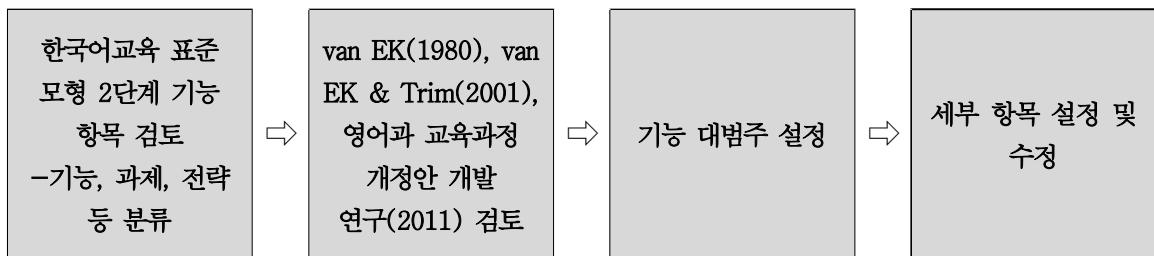 한국어교육 표준
모형 2단계 기능
항목 검토
-기능, 과제, 전략
등 분류
⇨
van EK(1980), van
EK & Trim(2001),
영어과 교육과정
개정안 개발
연구(2011) 검토
⇨
기능 대범주 설정
⇨
세부 항목 설정 및
수정